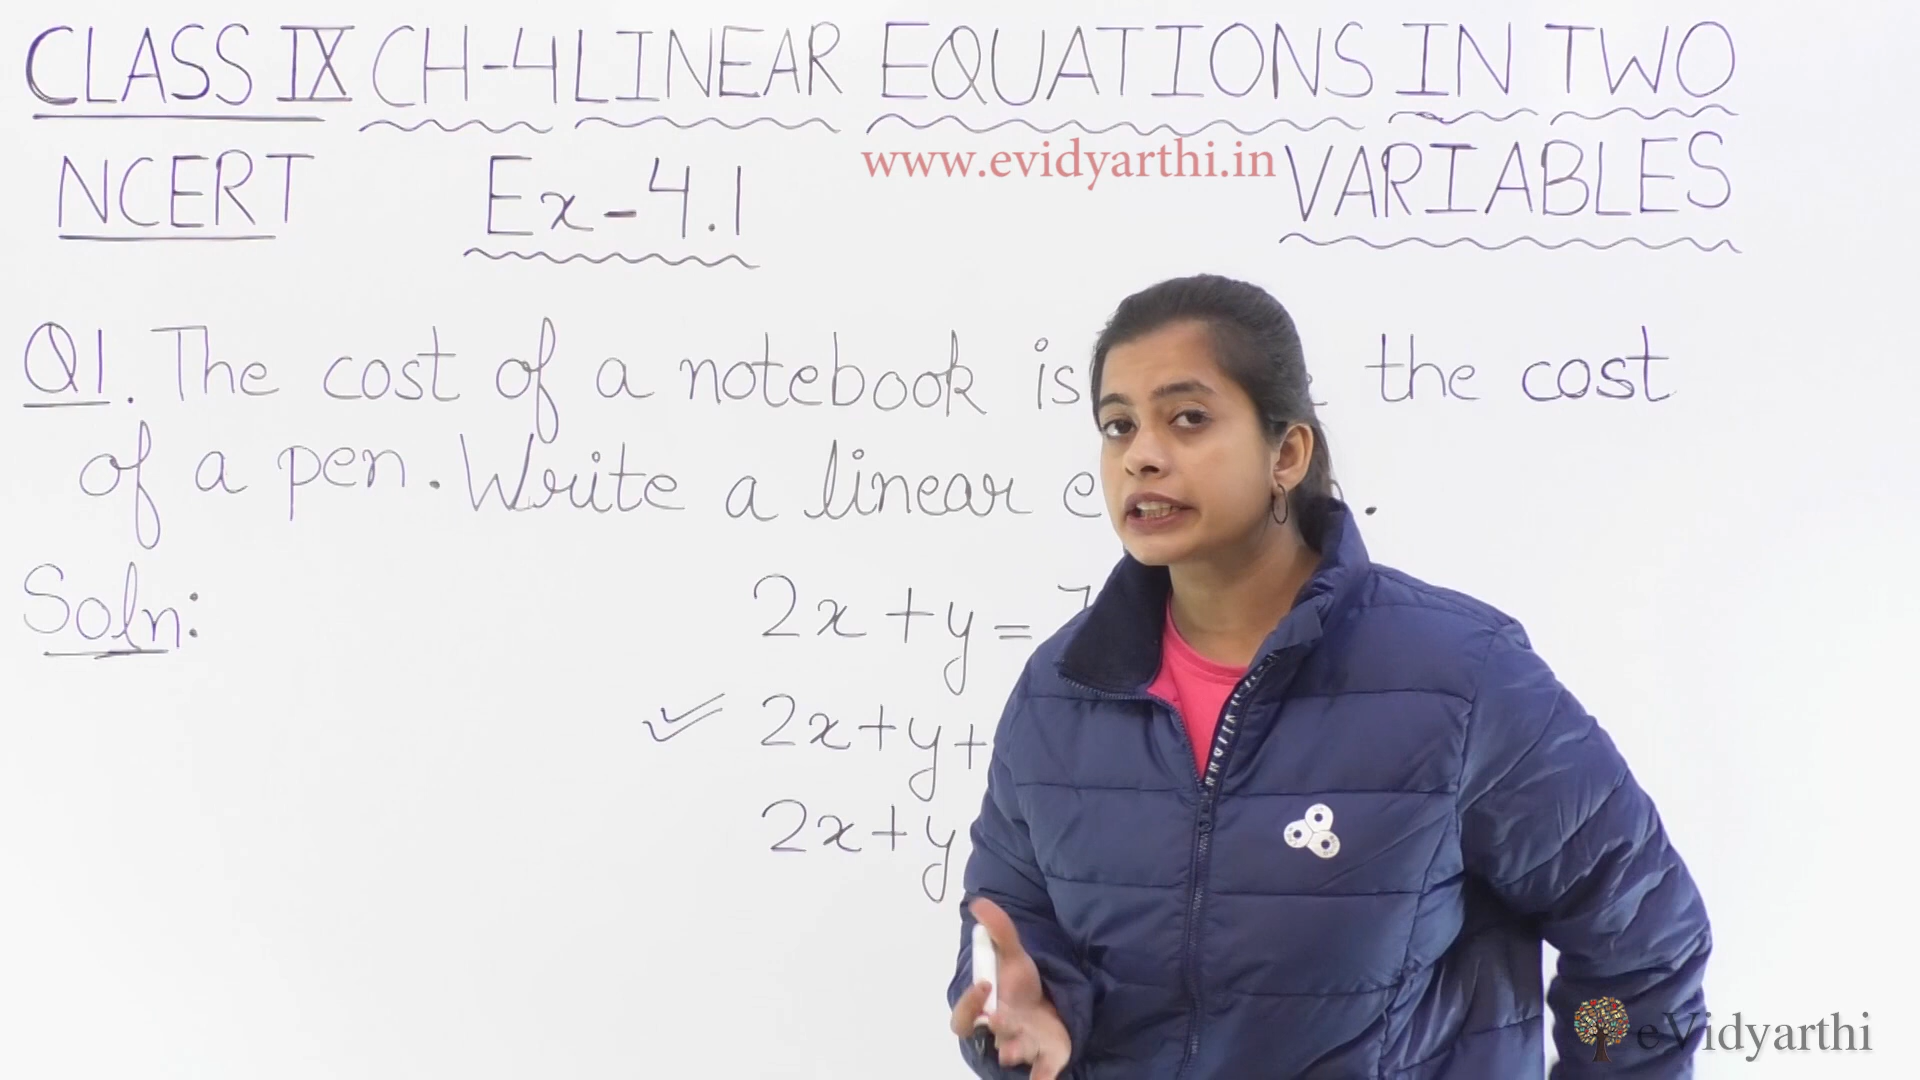 CLASS IX CH-4 LINEAR EQUATIONS IN TWO
VARIABLES
NCERT Ex-4.1
www.evidyarthi.in
Q1. The cost of a notebook is the cost
of a pen. Write a linear
Soln:
2x + y =
2x + y +
2x + y
eVidyarthi